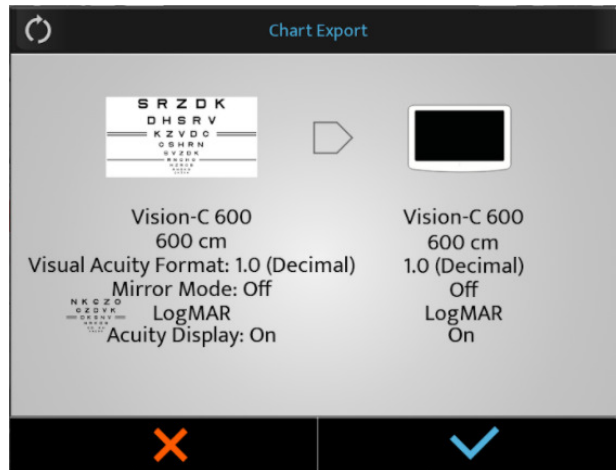 Chart Export
S R Z D K
D H S R V
K Z V D C
O S H R N
Vision-C 600
600 cm
Visual Acuity Format: 1.0 (Decimal)
Mirror Mode: Off
LogMAR
Acuity Display: On
N K C Z O
Vision-C 600
600 cm
1.0 (Decimal)
Off
LogMAR
On